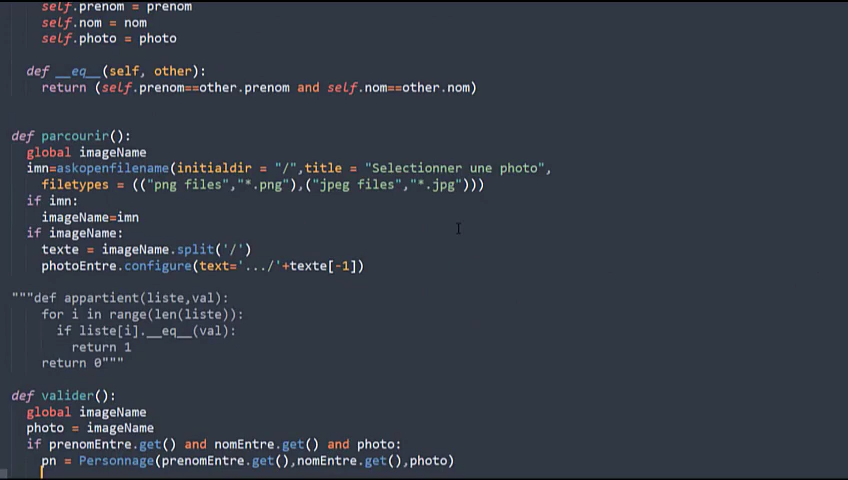 self.prenom = prenom
self.nom = nom
self.photo = photo
def __eq__(self, other):
return (self.prenom==other.prenom and self.nom==other.nom)
def parcourir():
global imageName
imn=askopenfilename(initialdir = "/",title = "Selectionner une photo",
filetypes = (("png files","*.png"),("jpeg files","*.jpg")))
if imn:
imageName=imn
if imageName:
texte = imageName.split('/')
photoEntre.configure(text='.../'+texte[-1])
"""def appartient(liste,val):
for i in range(len(liste)):
if liste[i].__eq__(val):
return 1
return 0"""
def valider():
global imageName
photo = imageName
if prenomEntre.get() and nomEntre.get() and photo:
pn = Personnage(prenomEntre.get(),nomEntre.get(),photo)